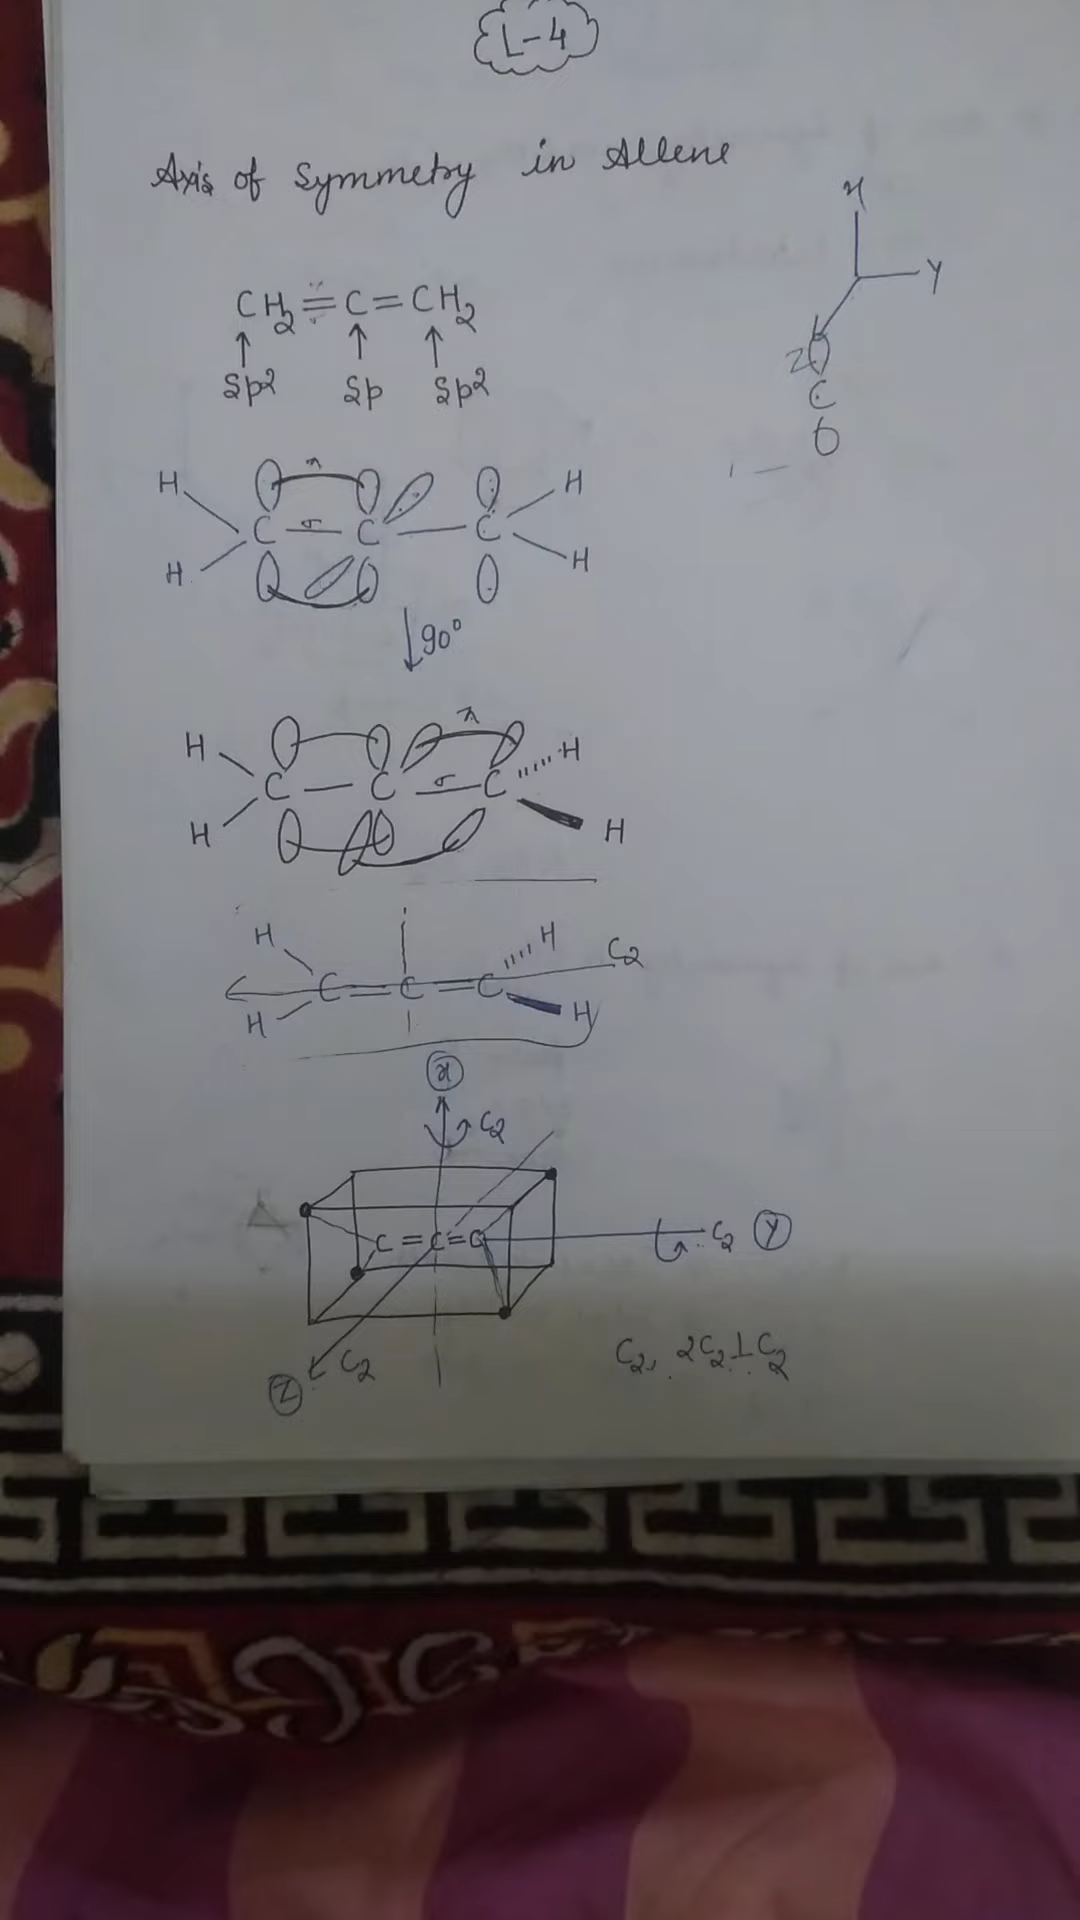 L-4
Axis of Symmetry in Allene
x
Y
Z
C
CH2=C=CH2
Sp2 Sp Sp2
H π H
C σ C C
H H
90°
H π H
C C σ C
H H
H H C2
C=C=C
H H
x
C2
C=C=C C2 Y
C2
Z
C2, 2C2⊥C2